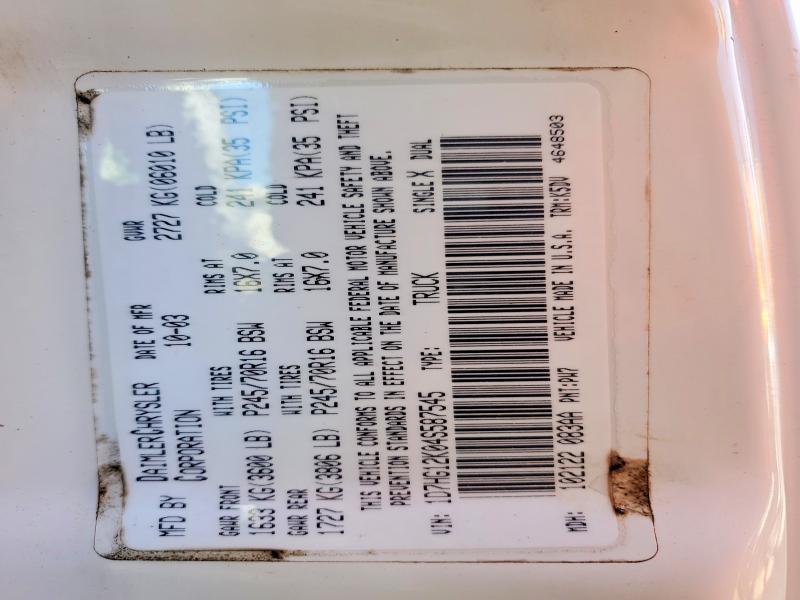 MFD BY DAIMLERCHRYSLER CORPORATION DATE OF MFR 10-03 GVWR 2727 KG(06010 LB)
GAWR FRONT WITH TIRES RIMS AT COLD
1633 KG(3600 LB) P245/70R16 BSW 16X7.0 241 KPA(35 PSI)
GAWR REAR WITH TIRES RIMS AT COLD
1727 KG(3806 LB) P245/70R16 BSW 16X7.0 241 KPA(35 PSI)
THIS VEHICLE CONFORMS TO ALL APPLICABLE FEDERAL MOTOR VEHICLE SAFETY AND THEFT
PREVENTION STANDARDS IN EFFECT ON THE DATE OF MANUFACTURE SHOWN ABOVE.
VIN: 1D7HG12K04S587545 TYPE: TRUCK SINGLE X DUAL
MDH: 102122 083AA PNT:PW7 VEHICLE MADE IN U.S.A. TRM:K5DV 4648503